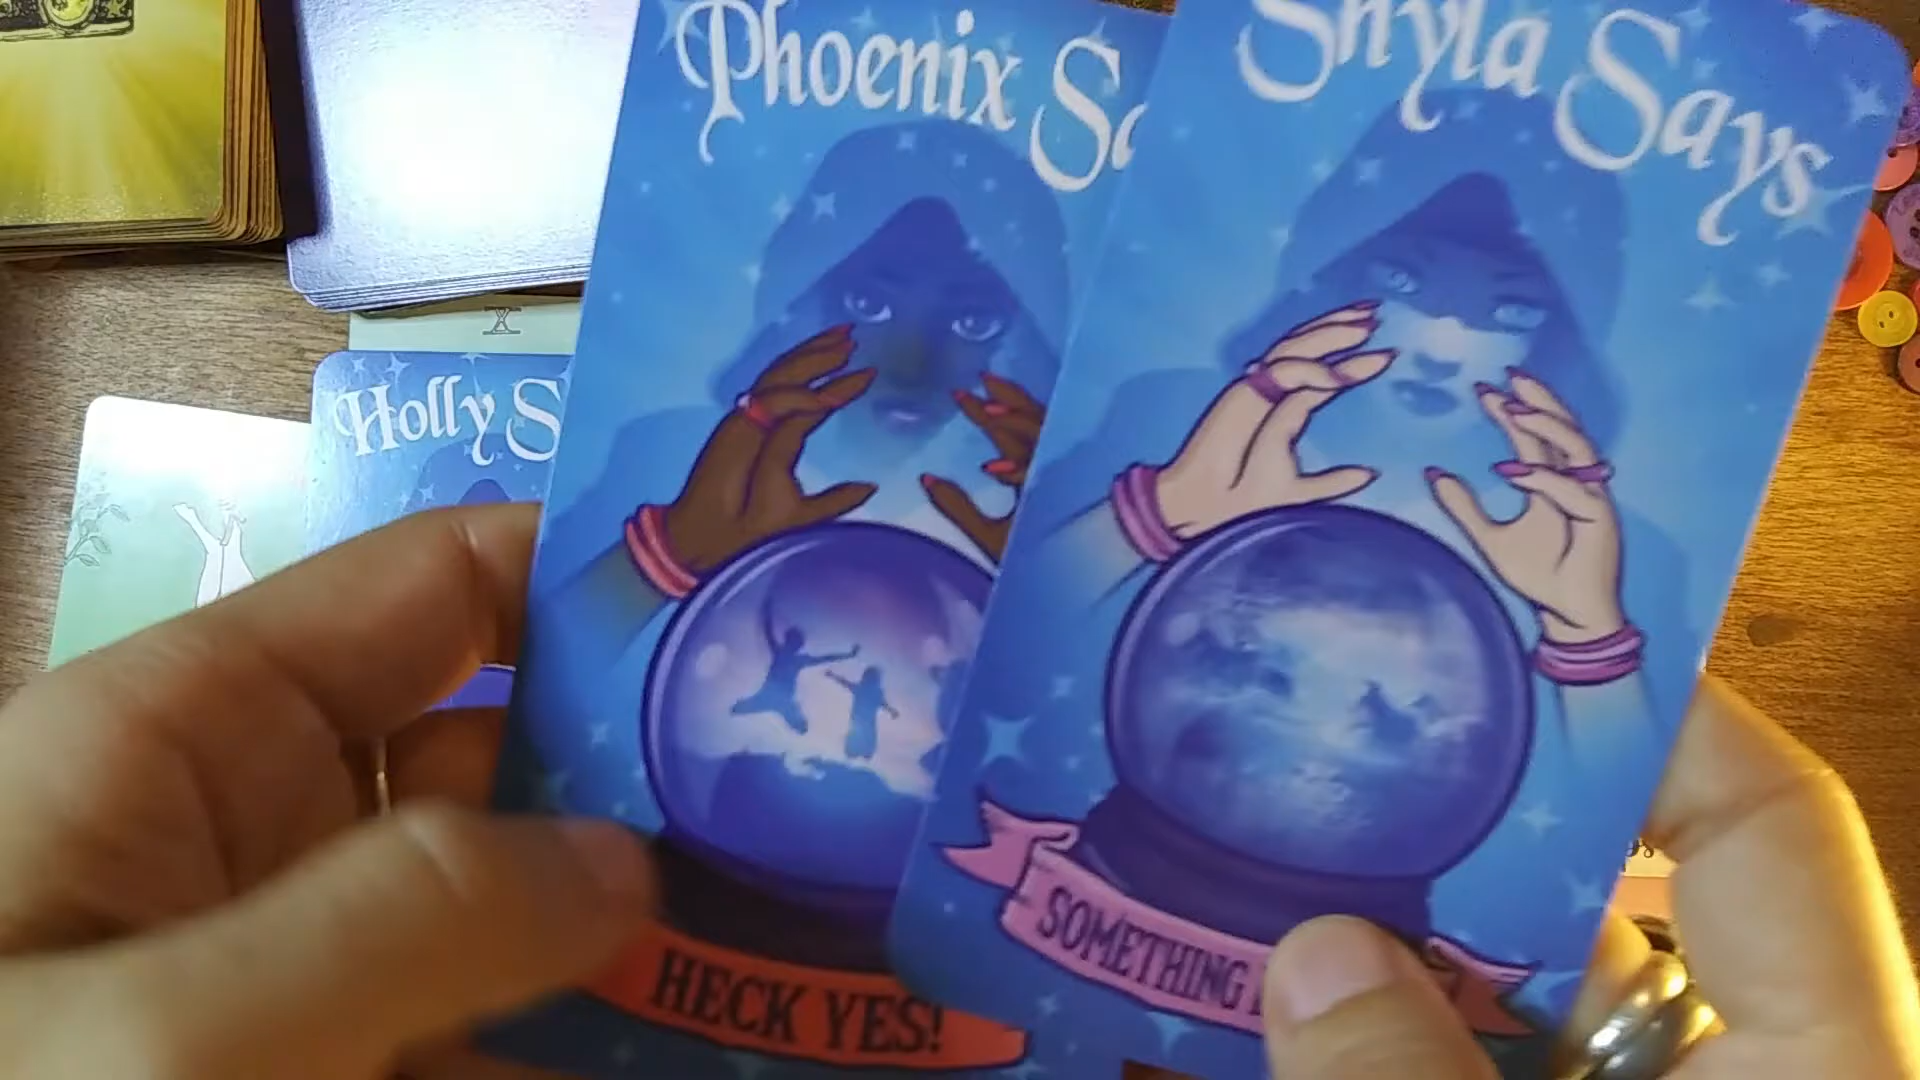 Phoenix
Shyla Says
X
Holly
SOMETHING
HECK YES!